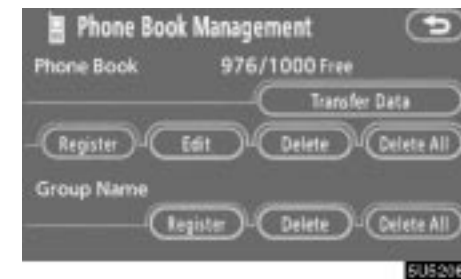 Phone Book Management
Phone Book 976/1000 Free
Transfer Data
Register Edit Delete Delete All
Group Name
Register Delete Delete All
5U5206